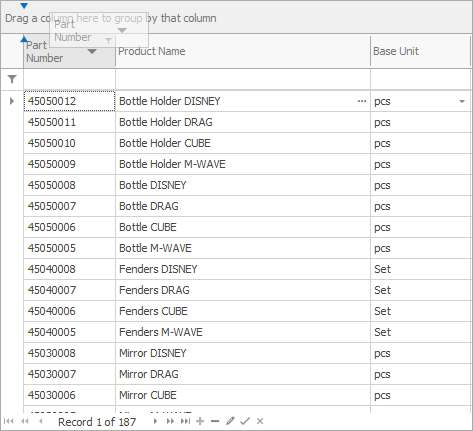 Drag a column here to group by that column
Part
Number
Part
Number Product Name Base Unit
45050012 Bottle Holder DISNEY ... pcs
45050011 Bottle Holder DRAG pcs
45050010 Bottle Holder CUBE pcs
45050009 Bottle Holder M-WAVE pcs
45050008 Bottle DISNEY pcs
45050007 Bottle DRAG pcs
45050006 Bottle CUBE pcs
45050005 Bottle M-WAVE pcs
45040008 Fenders DISNEY Set
45040007 Fenders DRAG Set
45040006 Fenders CUBE Set
45040005 Fenders M-WAVE Set
45030008 Mirror DISNEY pcs
45030007 Mirror DRAG pcs
45030006 Mirror CUBE pcs
Record 1 of 187